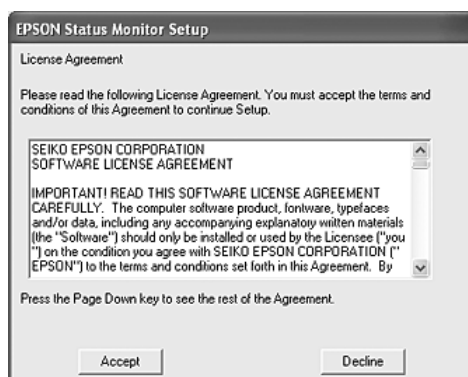 EPSON Status Monitor Setup
License Agreement
Please read the following License Agreement. You must accept the terms and
conditions of this Agreement to continue Setup.
SEIKO EPSON CORPORATION
SOFTWARE LICENSE AGREEMENT
IMPORTANT! READ THIS SOFTWARE LICENSE AGREEMENT
CAREFULLY. The computer software product, fontware, typefaces
and/or data, including any accompanying explanatory written materials
(the "Software") should only be installed or used by the Licensee ("you
") on the condition you agree with SEIKO EPSON CORPORATION ("
EPSON") to the terms and conditions set forth in this Agreement. By
Press the Page Down key to see the rest of the Agreement.
Accept
Decline